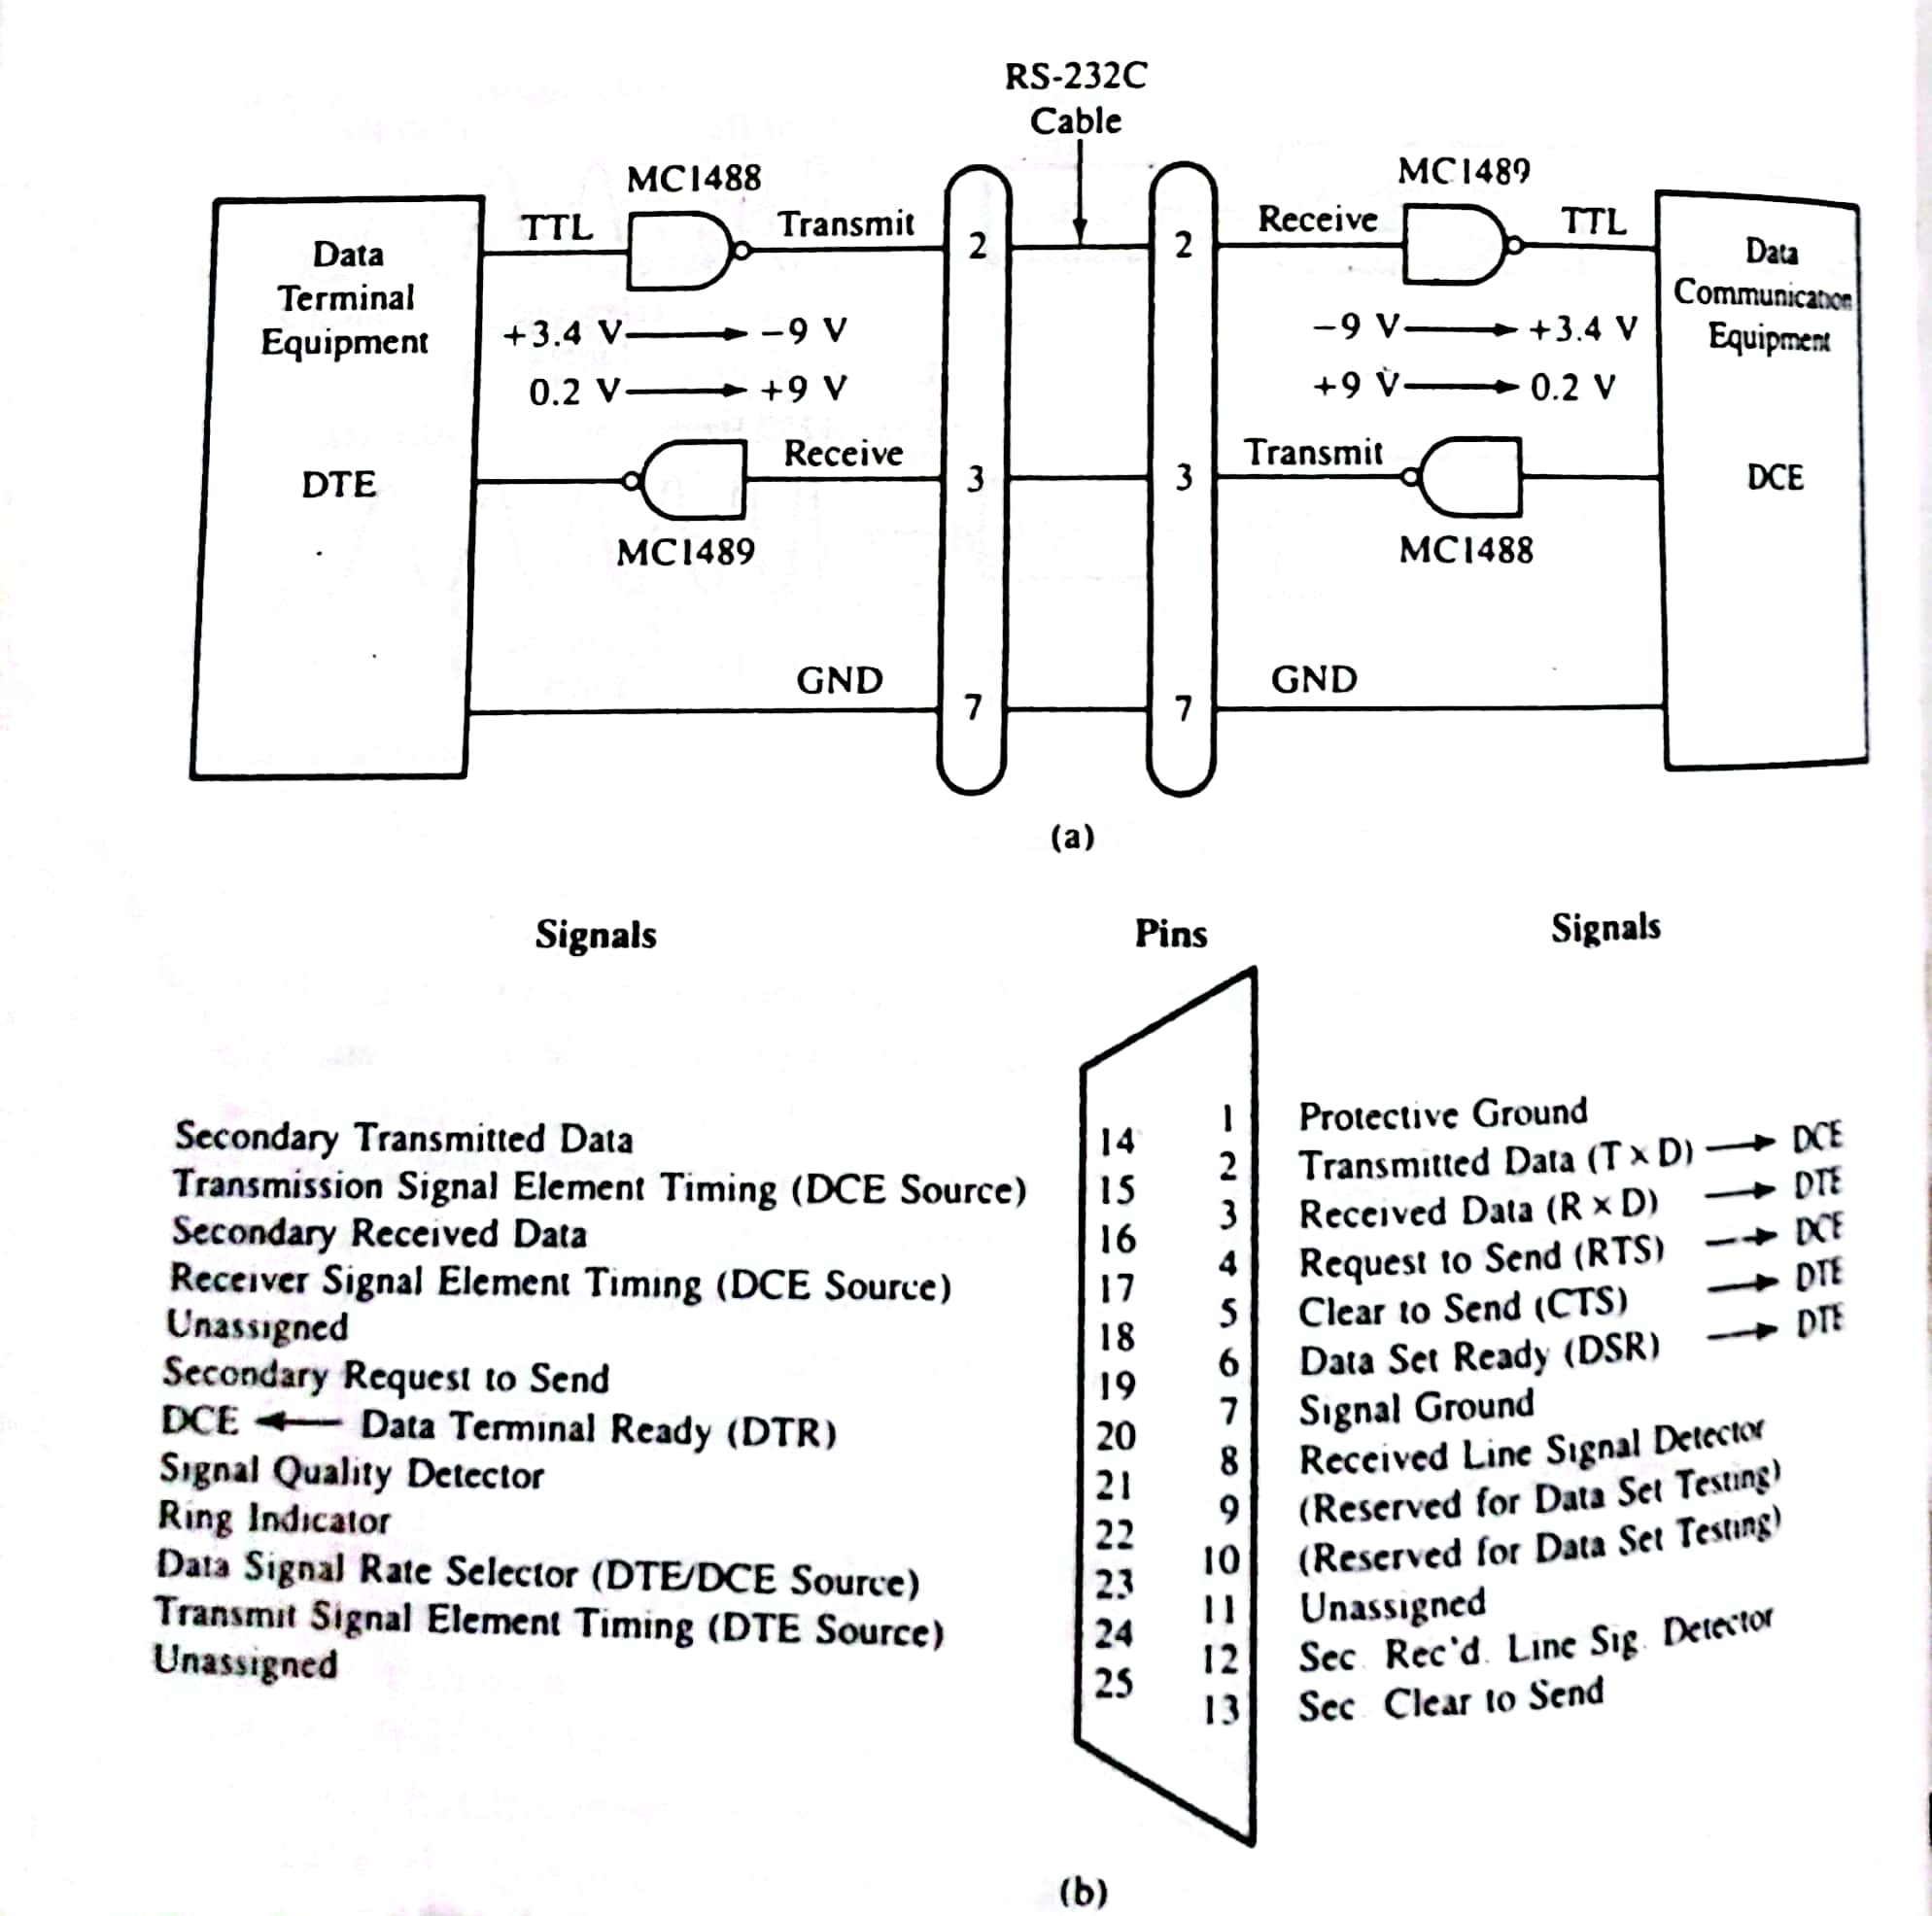 RS-232C
Cable
MC1488
MC1489
TTL
Transmit
2
2
Receive
TTL
Data
Terminal
Equipment
Data
Communication
Equipment
+3.4 V → -9 V
-9 V → +3.4 V
0.2 V → +9 V
+9 V → 0.2 V
DTE
Receive
3
3
Transmit
DCE
MC1489
MC1488
GND
7
7
GND
(a)
Signals
Pins
Signals
Secondary Transmitted Data 14
Transmission Signal Element Timing (DCE Source) 15
Secondary Received Data 16
Receiver Signal Element Timing (DCE Source) 17
Unassigned 18
Secondary Request to Send 19
DCE ← Data Terminal Ready (DTR) 20
Signal Quality Detector 21
Ring Indicator 22
Data Signal Rate Selector (DTE/DCE Source) 23
Transmit Signal Element Timing (DTE Source) 24
Unassigned 25
1 Protective Ground
2 Transmitted Data (T×D) → DCE
3 Received Data (R×D) → DTE
4 Request to Send (RTS) → DCE
5 Clear to Send (CTS) → DTE
6 Data Set Ready (DSR) → DTE
7 Signal Ground
8 Received Line Signal Detector
9 (Reserved for Data Set Testing)
10 (Reserved for Data Set Testing)
11 Unassigned
12 Sec. Rec'd. Line Sig. Detector
13 Sec. Clear to Send
(b)